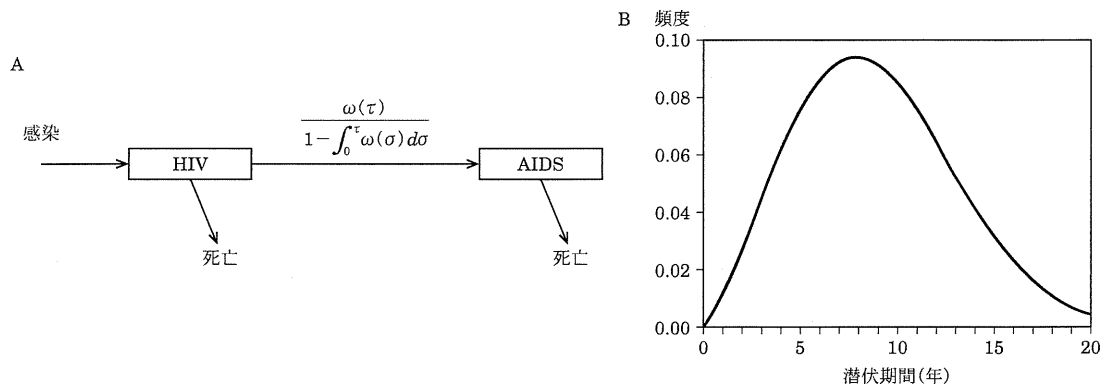 A
感染
HIV
ω(τ)
1−∫₀^τ ω(σ)dσ
AIDS
死亡
死亡
B 頻度
0.10
0.08
0.06
0.04
0.02
0.00
0 5 10 15 20
潜伏期間(年)